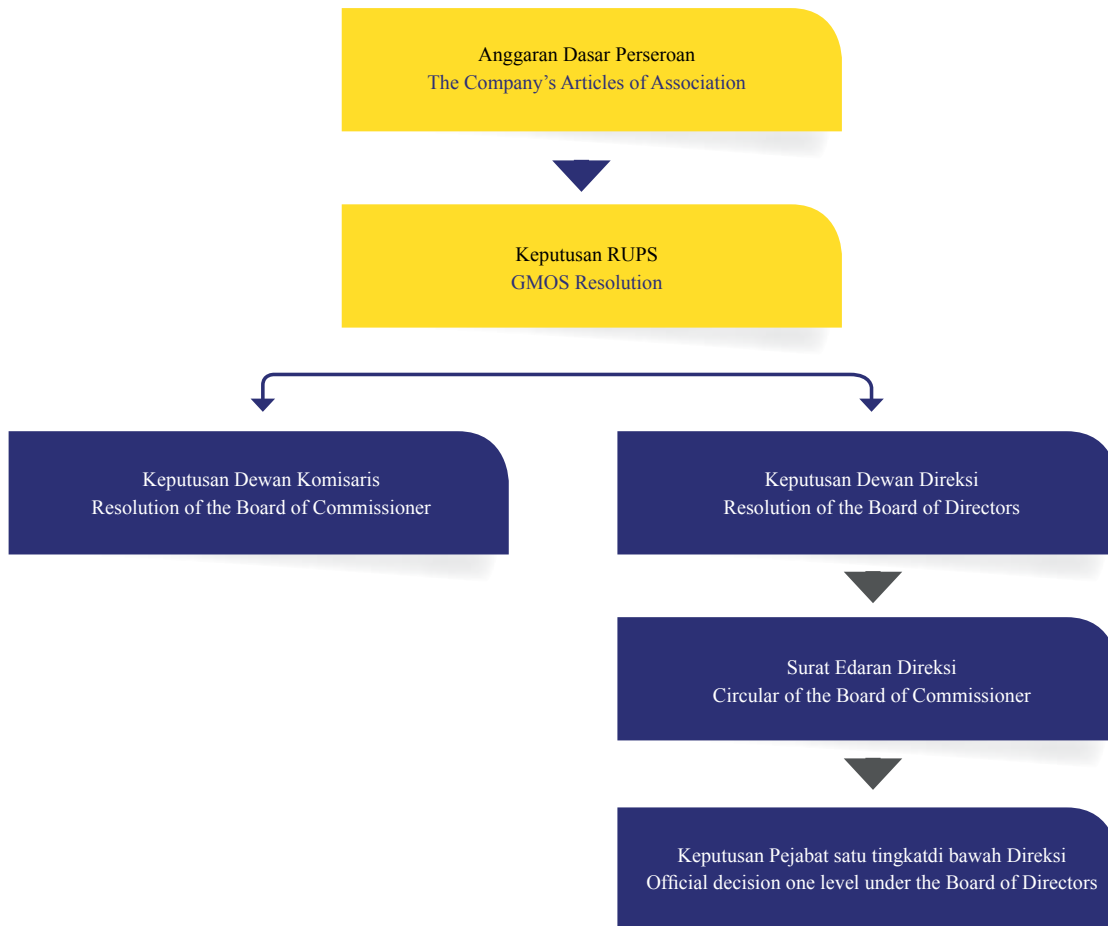 Anggaran Dasar Perseroan
The Company’s Articles of Association
Keputusan RUPS
GMOS Resolution
Keputusan Dewan Komisaris
Resolution of the Board of Commissioner
Keputusan Dewan Direksi
Resolution of the Board of Directors
Surat Edaran Direksi
Circular of the Board of Commissioner
Keputusan Pejabat satu tingkatdi bawah Direksi
Official decision one level under the Board of Directors